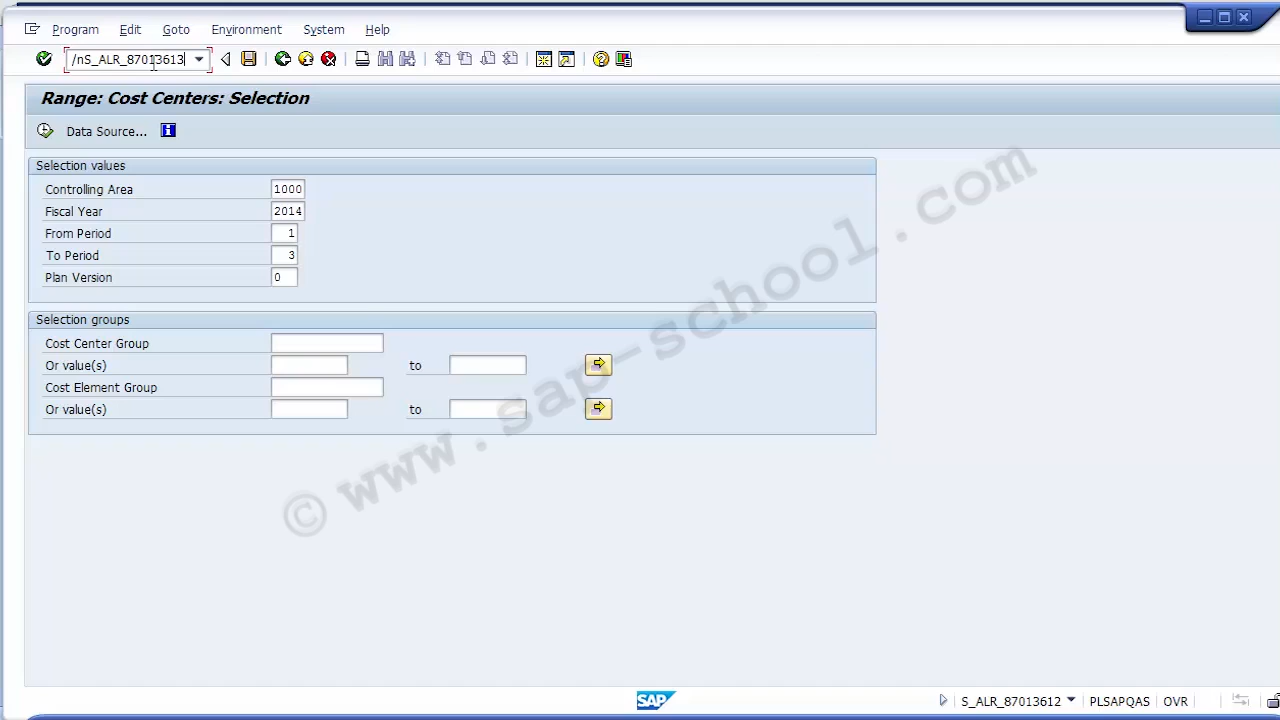 Program Edit Goto Environment System Help
/nS_ALR_87013613
Range: Cost Centers: Selection
Data Source...
Selection values
Controlling Area 1000
Fiscal Year 2014
From Period 1
To Period 3
Plan Version 0
Selection groups
Cost Center Group
Or value(s) to
Cost Element Group
Or value(s) to
© www.sap-school.com
SAP S_ALR_87013612 PLSAPQAS OVR